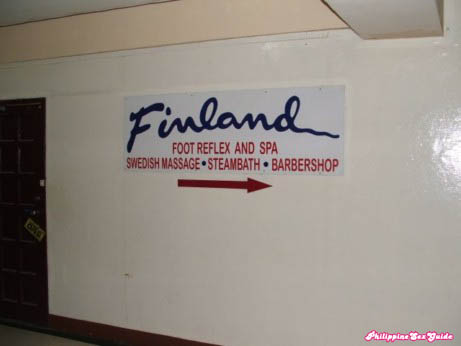 Finland
FOOT REFLEX AND SPA
SWEDISH MASSAGE • STEAMBATH • BARBERSHOP
PhilippineSexGuide